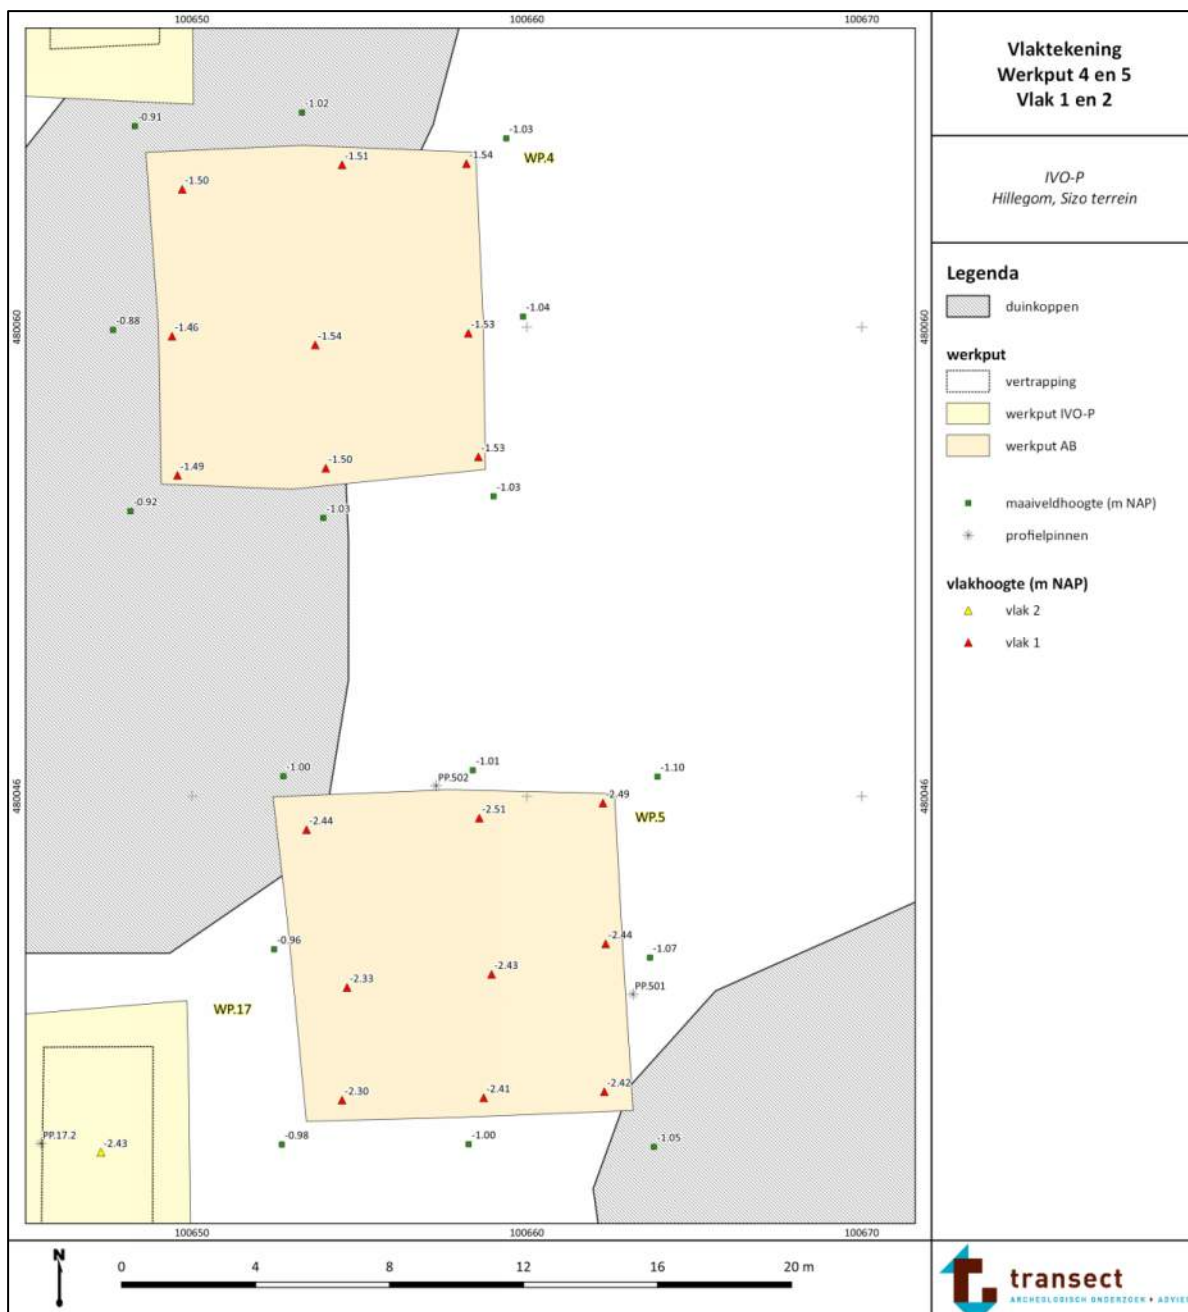 100650
100660
100670
-0.91
-1.02
-1.03
WP.4
-1.50
-1.51
-1.54
480060
480060
-0.88
-1.46
-1.54
-1.53
-1.04
-1.49
-1.50
-1.53
-0.92
-1.03
-1.03
480046
480046
-1.00
PP.502
-1.01
-1.10
-2.44
-2.51
-2.49
WP.5
-0.96
-2.33
-2.43
-2.44
-1.07
PP.501
WP.17
-2.30
-2.41
-2.42
PP.17.2
-2.43
-0.98
-1.00
-1.05
100650
100660
100670
N
0 4 8 12 16 20 m
Vlaktekening
Werkput 4 en 5
Vlak 1 en 2
IVO-P
Hillegom, Sizo terrein
Legenda
duinkoppen
werkput
vertrapping
werkput IVO-P
werkput AB
maaiveldhoogte (m NAP)
profielpinnen
vlakhoogte (m NAP)
vlak 2
vlak 1
transect
ARCHEOLOGISCH ONDERZOEK & ADVIES